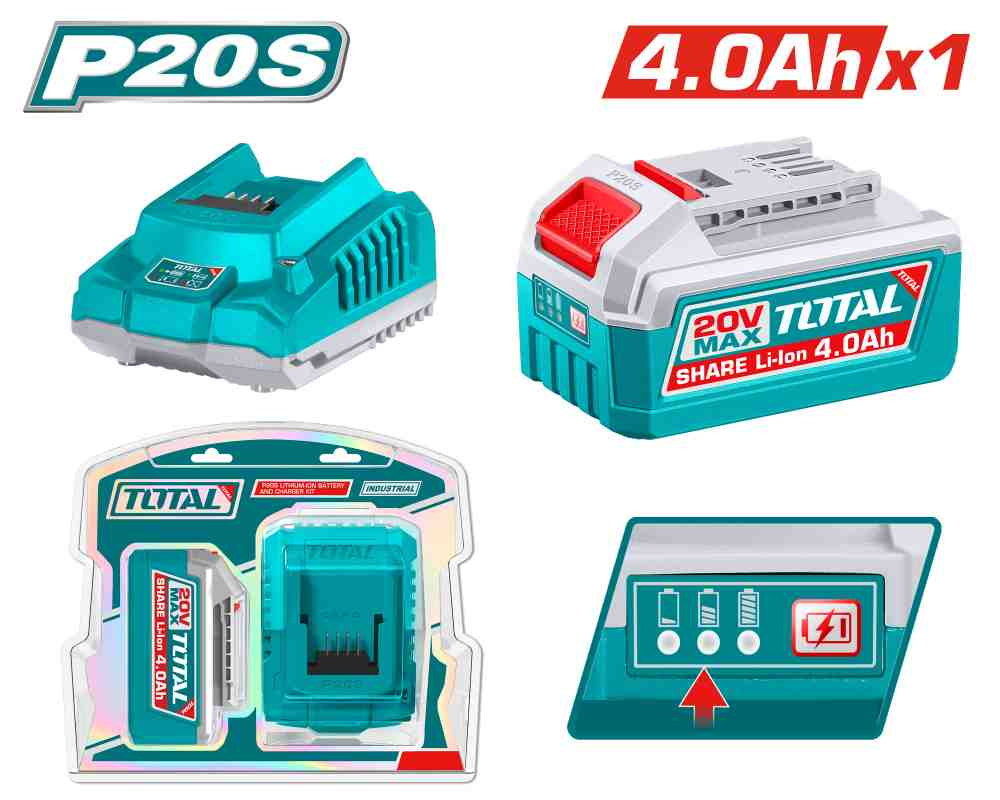 P20S
4.0Ah x1
TOTAL
P20S
20V
MAX
TOTAL
TOTAL
SHARE Li-Ion 4.0Ah
TOTAL
P20S LITHIUM-ION BATTERY
AND CHARGER KIT
INDUSTRIAL
TOTAL
20V
MAX
TOTAL
SHARE Li-Ion 4.0Ah
P20S